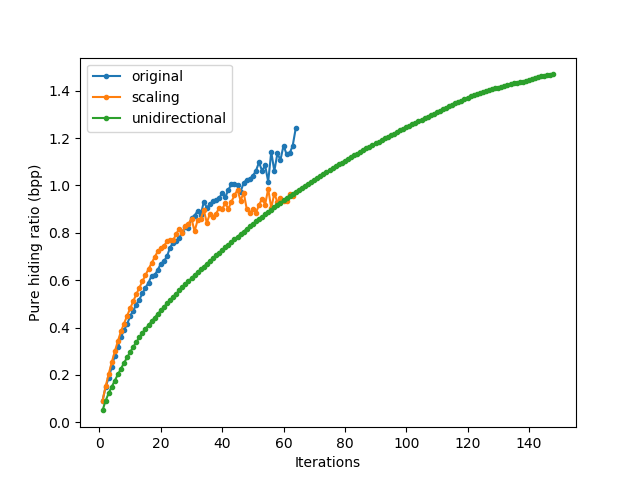 original
scaling
unidirectional
Pure hiding ratio (bpp)
1.4
1.2
1.0
0.8
0.6
0.4
0.2
0.0
0 20 40 60 80 100 120 140
Iterations